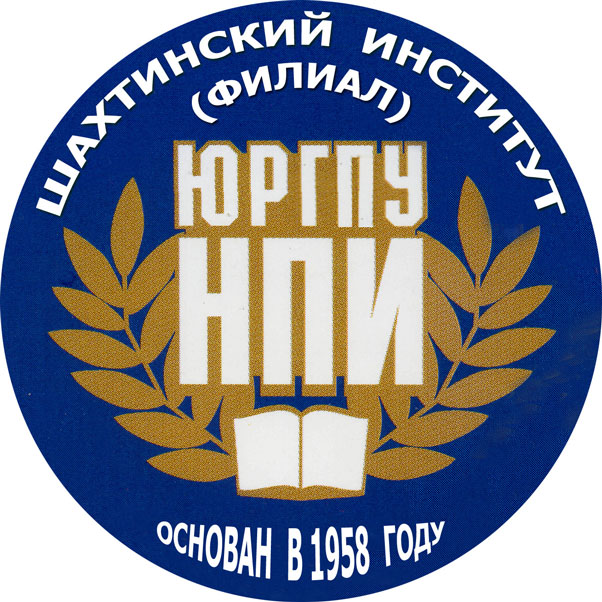 ШАХТИНСКИЙ ИНСТИТУТ
(ФИЛИАЛ)
ЮРГПУ
НПИ
ОСНОВАН В 1958 ГОДУ